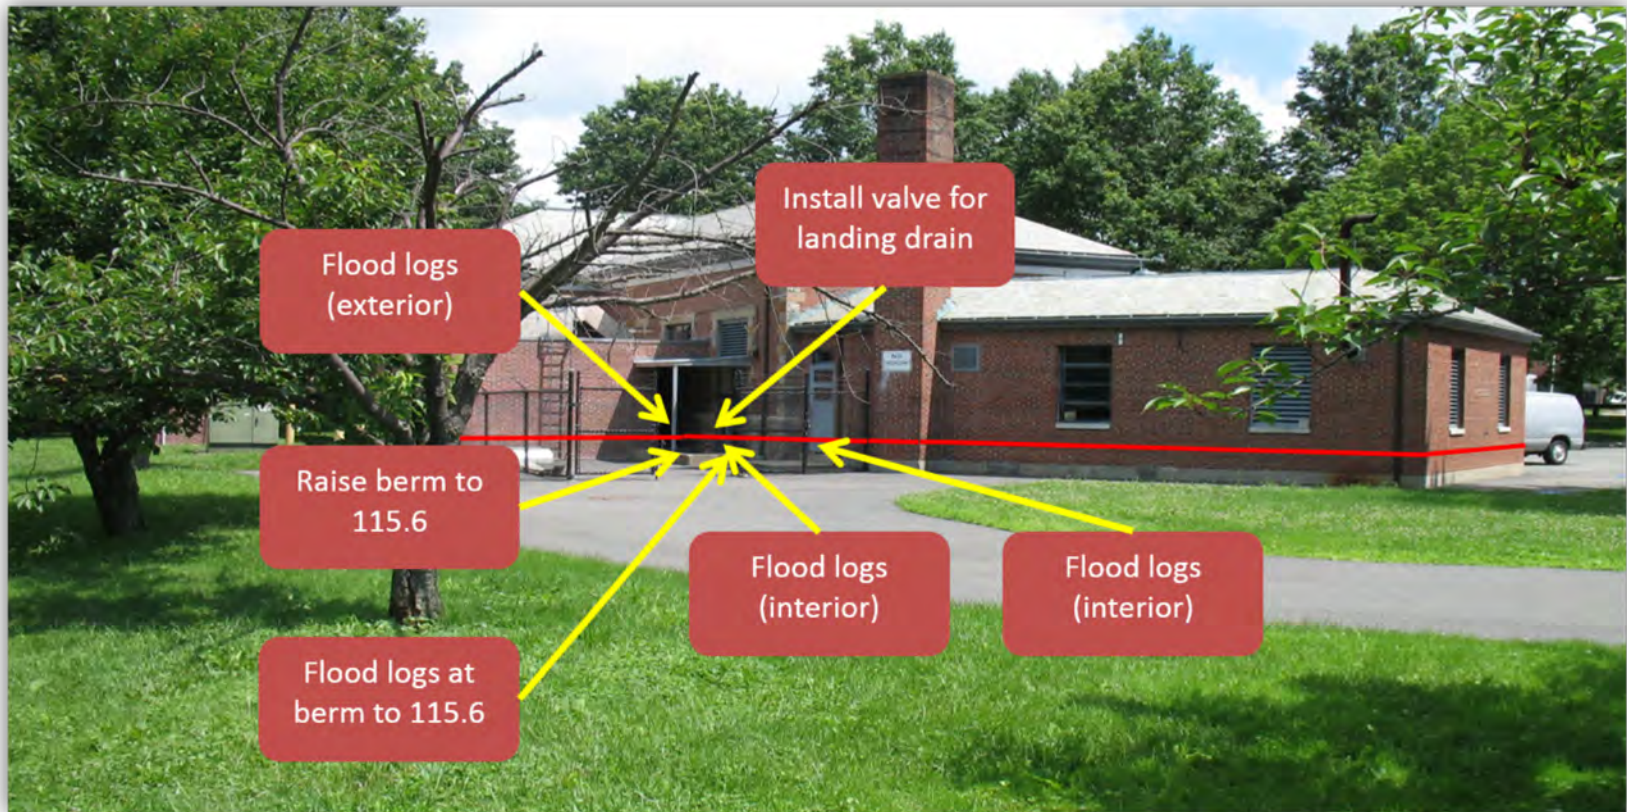 Install valve for
landing drain
Flood logs
(exterior)
Raise berm to
115.6
Flood logs
(interior)
Flood logs
(interior)
Flood logs at
berm to 115.6